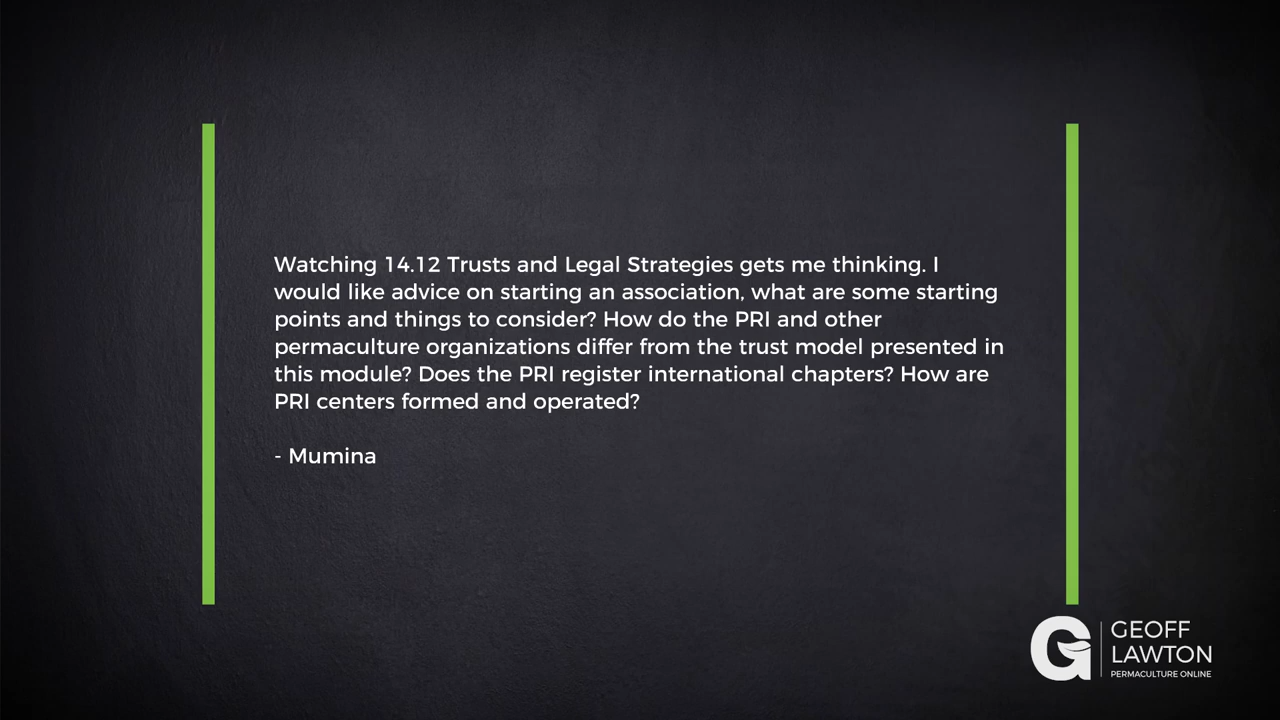 Watching 14.12 Trusts and Legal Strategies gets me thinking. I
would like advice on starting an association, what are some starting
points and things to consider? How do the PRI and other
permaculture organizations differ from the trust model presented in
this module? Does the PRI register international chapters? How are
PRI centers formed and operated?
- Mumina
GEOFF
LAWTON
PERMACULTURE ONLINE